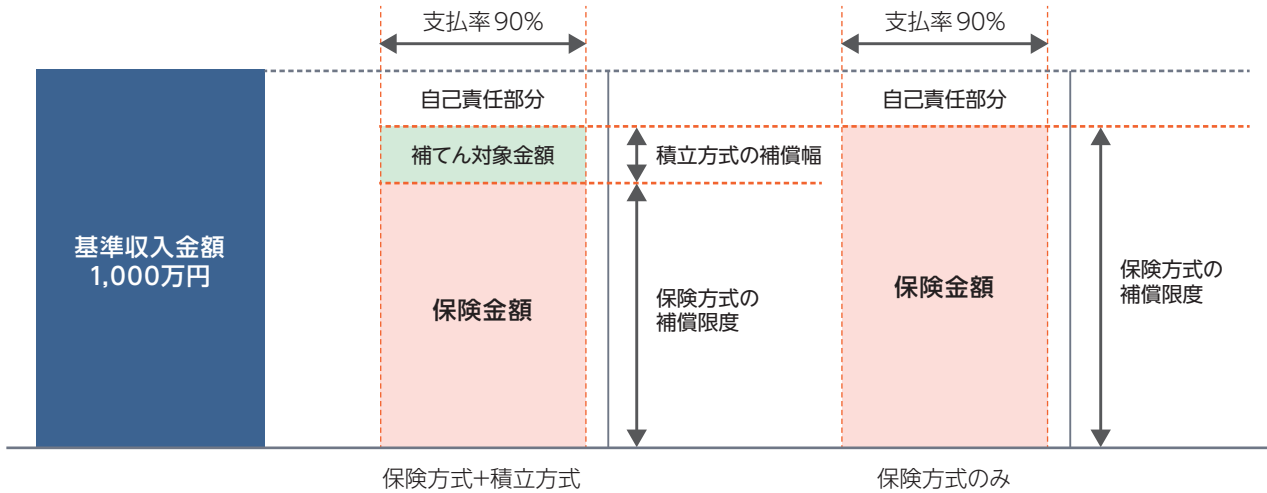 支払率90%
支払率90%
自己責任部分
自己責任部分
補てん対象金額
積立方式の補償幅
基準収入金額
1,000万円
保険金額
保険方式の
補償限度
保険金額
保険方式の
補償限度
保険方式+積立方式
保険方式のみ